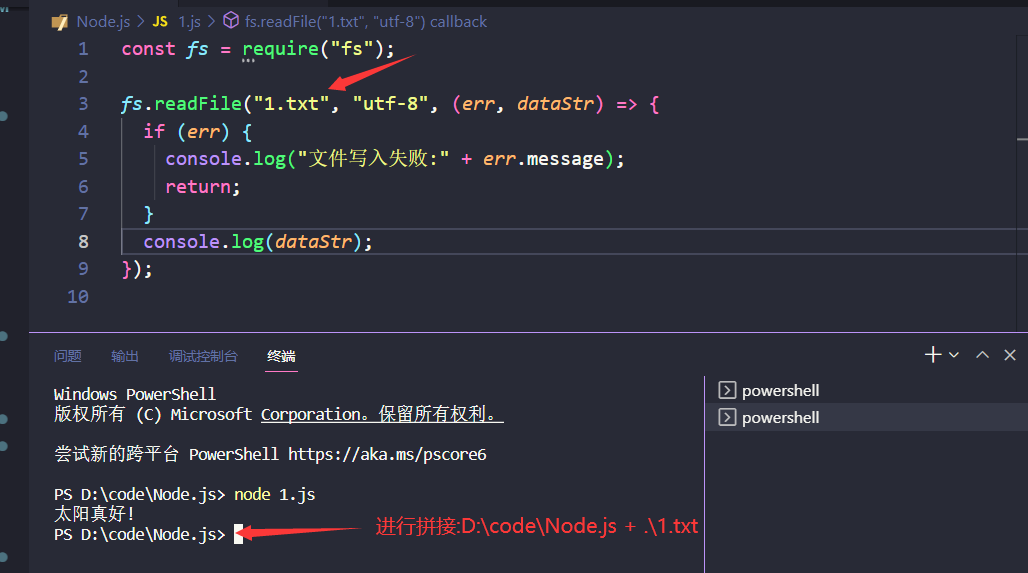 Node.js > JS 1.js > fs.readFile("1.txt", "utf-8") callback
1 const fs = require("fs");
2
3 fs.readFile("1.txt", "utf-8", (err, dataStr) => {
4 if (err) {
5 console.log("文件写入失败:" + err.message);
6 return;
7 }
8 console.log(dataStr);
9 });
10
问题 输出 调试控制台 终端
Windows PowerShell
版权所有 (C) Microsoft Corporation。保留所有权利。
尝试新的跨平台 PowerShell https://aka.ms/pscore6
PS D:\code\Node.js> node 1.js
太阳真好!
PS D:\code\Node.js>
进行拼接:D:\code\Node.js + .\1.txt
powershell
powershell